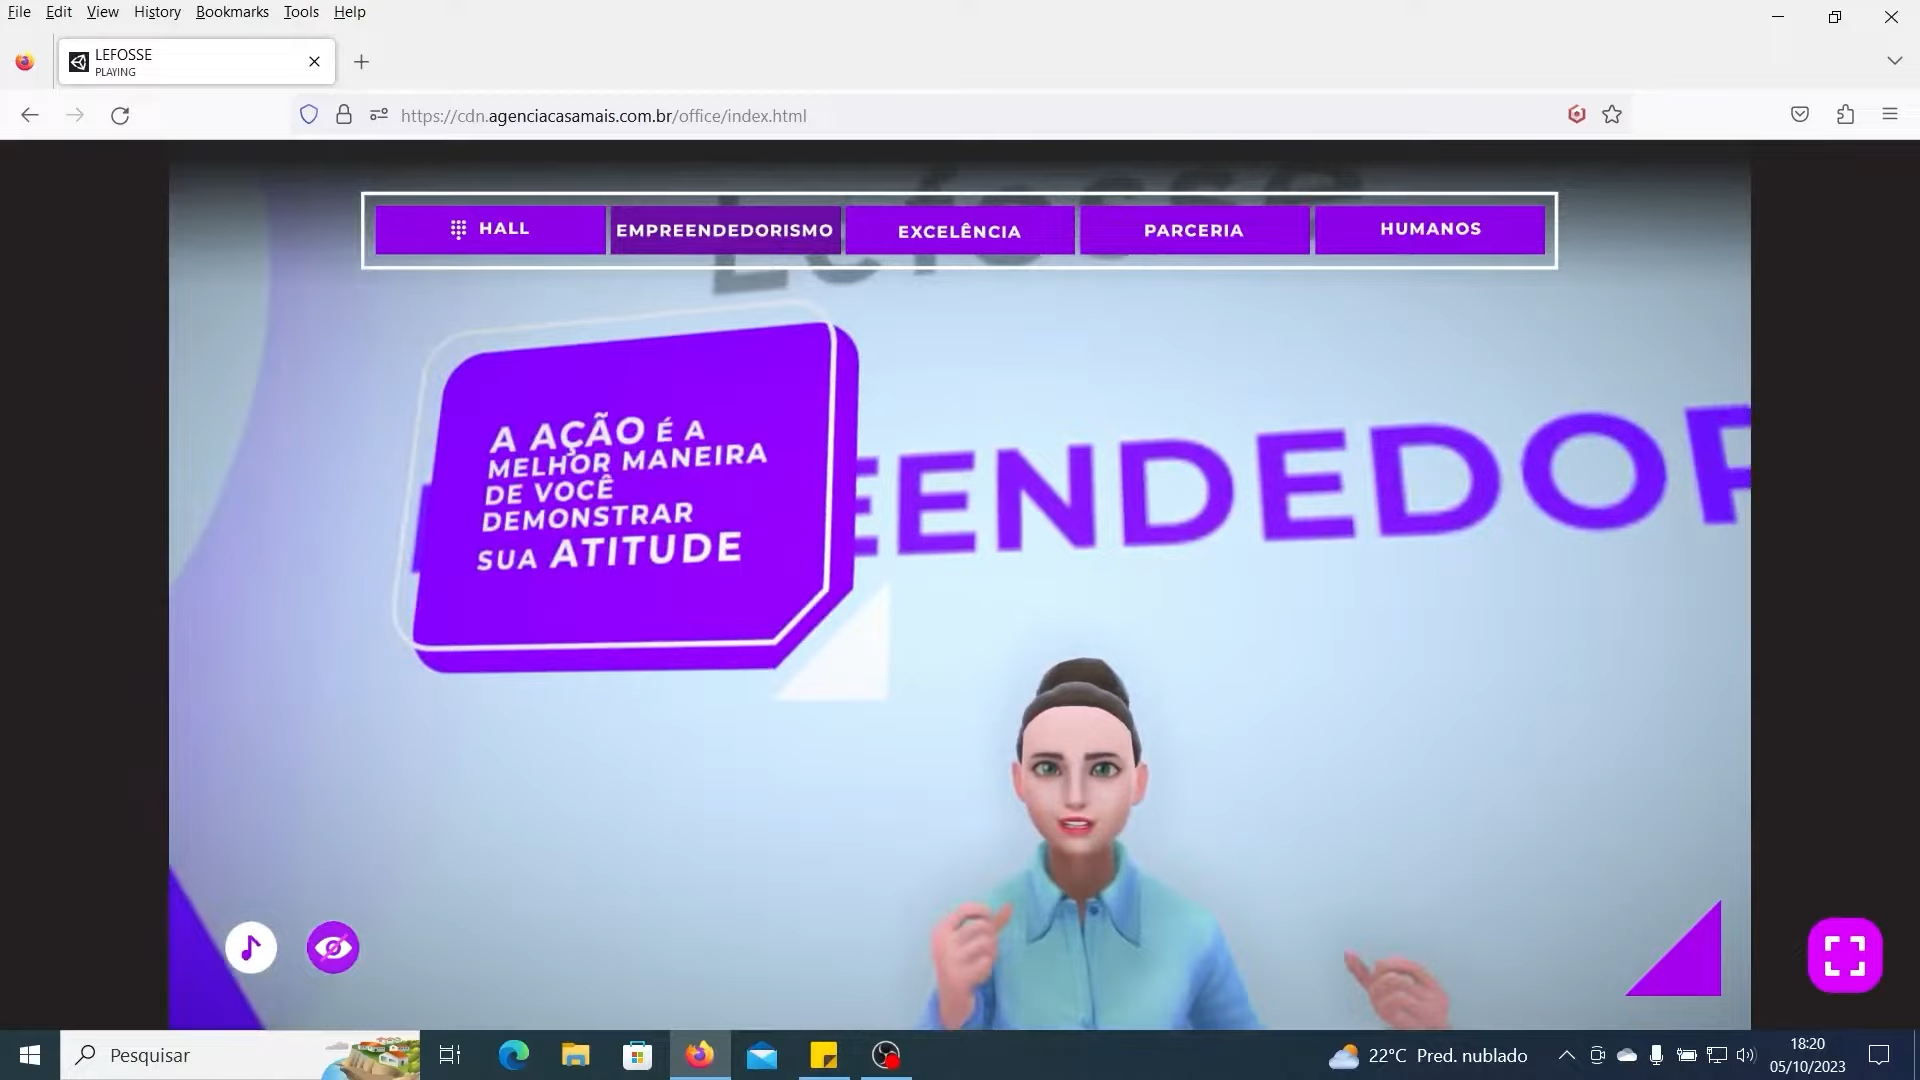 File Edit View History Bookmarks Tools Help
LEFOSSE
PLAYING
https://cdn.agenciacasamais.com.br/office/index.html
Lefosse
HALL EMPREENDEDORISMO EXCELÊNCIA PARCERIA HUMANOS
A AÇÃO É A
MELHOR MANEIRA
DE VOCÊ
DEMONSTRAR
SUA ATITUDE
EENDEDOR
Pesquisar
22°C Pred. nublado
18:20
05/10/2023